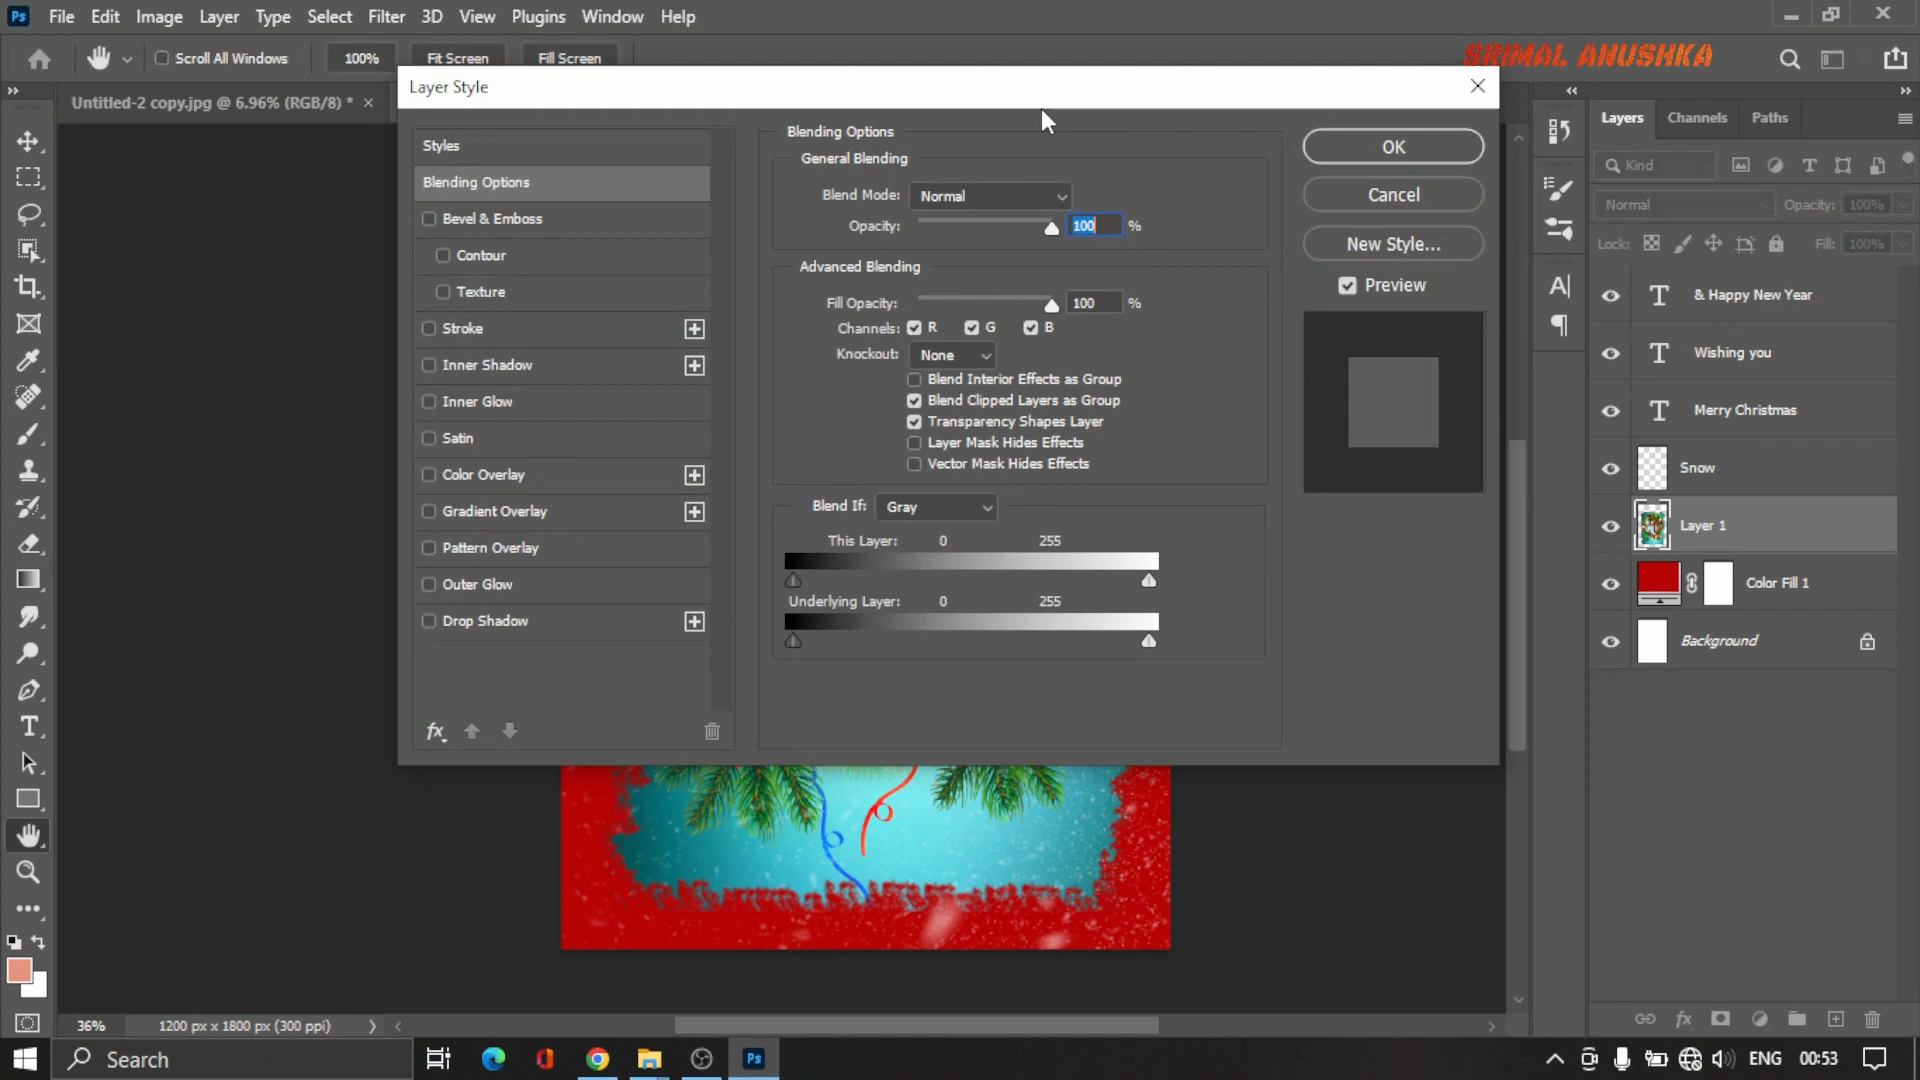 Ps File Edit Image Layer Type Select Filter 3D View Plugins Window Help
Scroll All Windows 100% Fit Screen Fill Screen
SRIMAL ANUSHKA
Untitled-2 copy.jpg @ 6.96% (RGB/8) *
Layer Style
Styles
Blending Options
Bevel & Emboss
Contour
Texture
Stroke
Inner Shadow
Inner Glow
Satin
Color Overlay
Gradient Overlay
Pattern Overlay
Outer Glow
Drop Shadow
fx
Blending Options
General Blending
Blend Mode: Normal
Opacity: 100 %
Advanced Blending
Fill Opacity: 100 %
Channels: R G B
Knockout: None
Blend Interior Effects as Group
Blend Clipped Layers as Group
Transparency Shapes Layer
Layer Mask Hides Effects
Vector Mask Hides Effects
Blend If: Gray
This Layer: 0 255
Underlying Layer: 0 255
OK
Cancel
New Style...
Preview
Layers Channels Paths
Kind
Normal Opacity: 100%
Lock: Fill: 100%
& Happy New Year
Wishing you
Merry Christmas
Snow
Layer 1
Color Fill 1
Background
fx
36% 1200 px x 1800 px (300 ppi)
Search
Ps
ENG 00:53